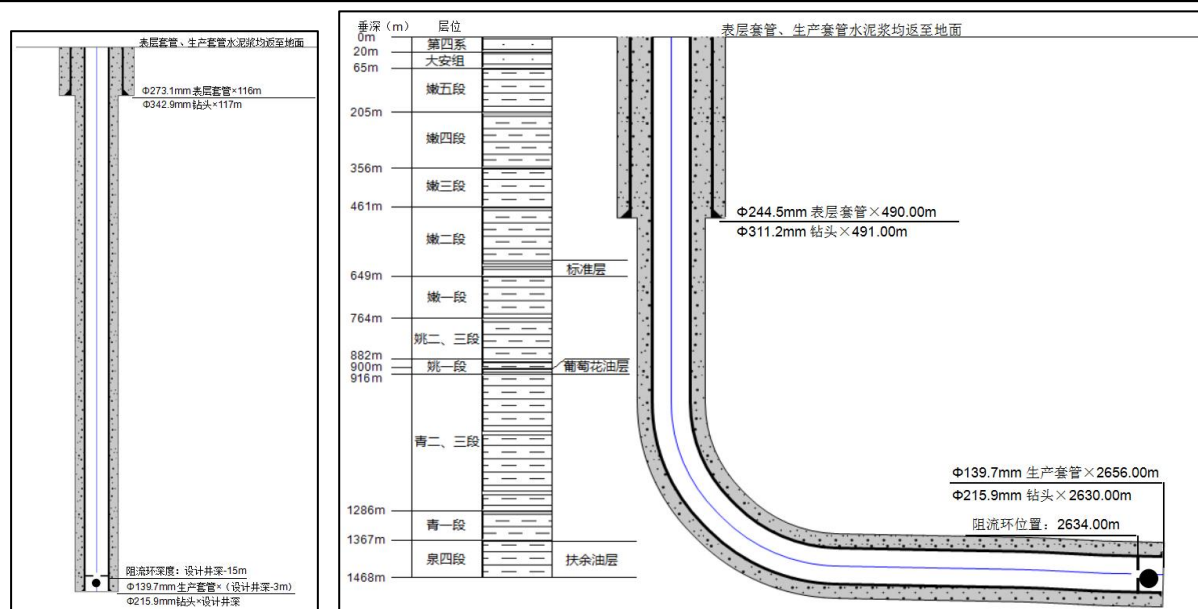 表层套管、生产套管水泥浆均返至地面
Φ273.1mm 表层套管×116m
Φ342.9mm 钻头×117m
阻流环深度：设计井深-15m
Φ139.7mm 生产套管×（设计井深-3m）
Φ215.9mm钻头×设计井深
垂深（m） 层位
表层套管、生产套管水泥浆均返至地面
0m
第四系
20m
大安组
65m
嫩五段
205m
嫩四段
356m
嫩三段
461m
嫩二段
标准层
649m
嫩一段
764m
姚二、三段
882m
姚一段 葡萄花油层
900m
916m
青二、三段
1286m
青一段
1367m
泉四段 扶余油层
1468m
Φ244.5mm 表层套管×490.00m
Φ311.2mm 钻头×491.00m
Φ139.7mm 生产套管×2656.00m
Φ215.9mm 钻头×2630.00m
阻流环位置：2634.00m